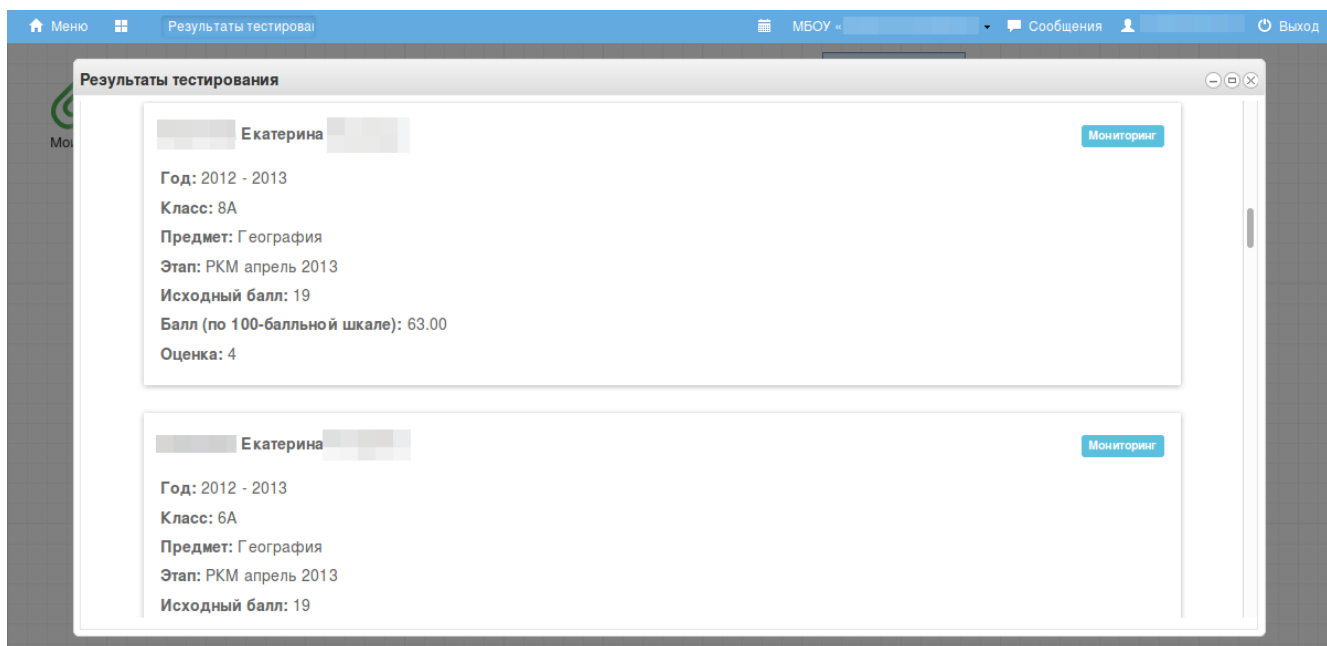 Меню Результаты тестирова МБОУ « Сообщения Выход
Результаты тестирования
Екатерина Мониторинг
Год: 2012 - 2013
Класс: 8А
Предмет: География
Этап: РКМ апрель 2013
Исходный балл: 19
Балл (по 100-балльной шкале): 63.00
Оценка: 4
Екатерина Мониторинг
Год: 2012 - 2013
Класс: 6А
Предмет: География
Этап: РКМ апрель 2013
Исходный балл: 19